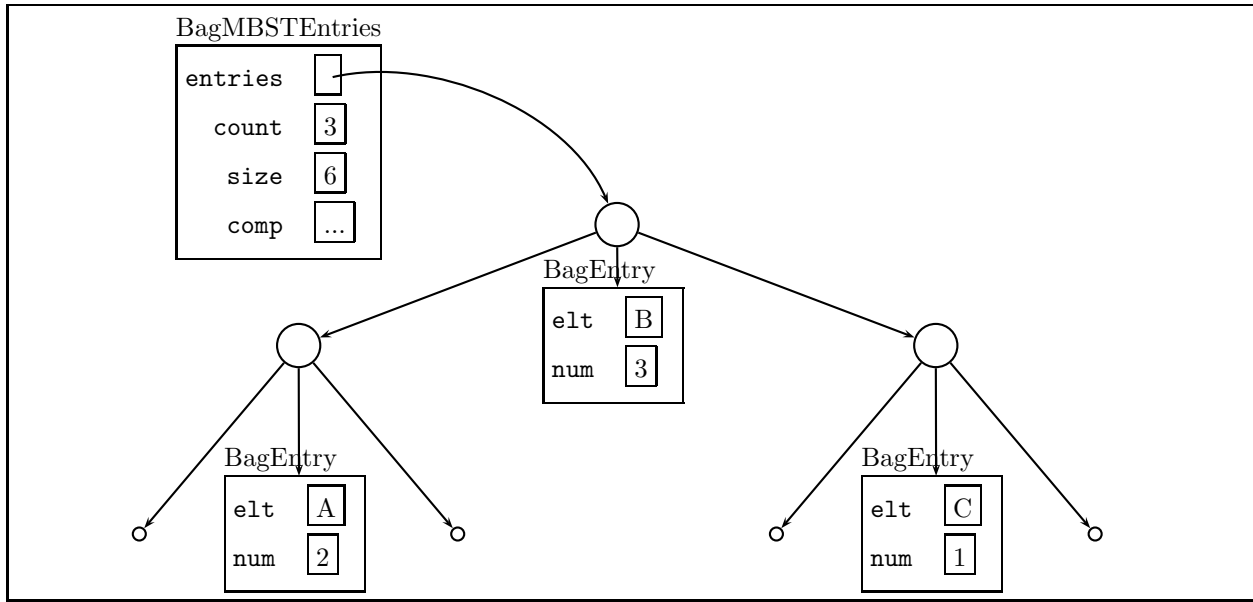 BagMBSTEntries
entries
count 3
size 6
comp ...
BagEntry
elt B
num 3
BagEntry
elt A
num 2
BagEntry
elt C
num 1